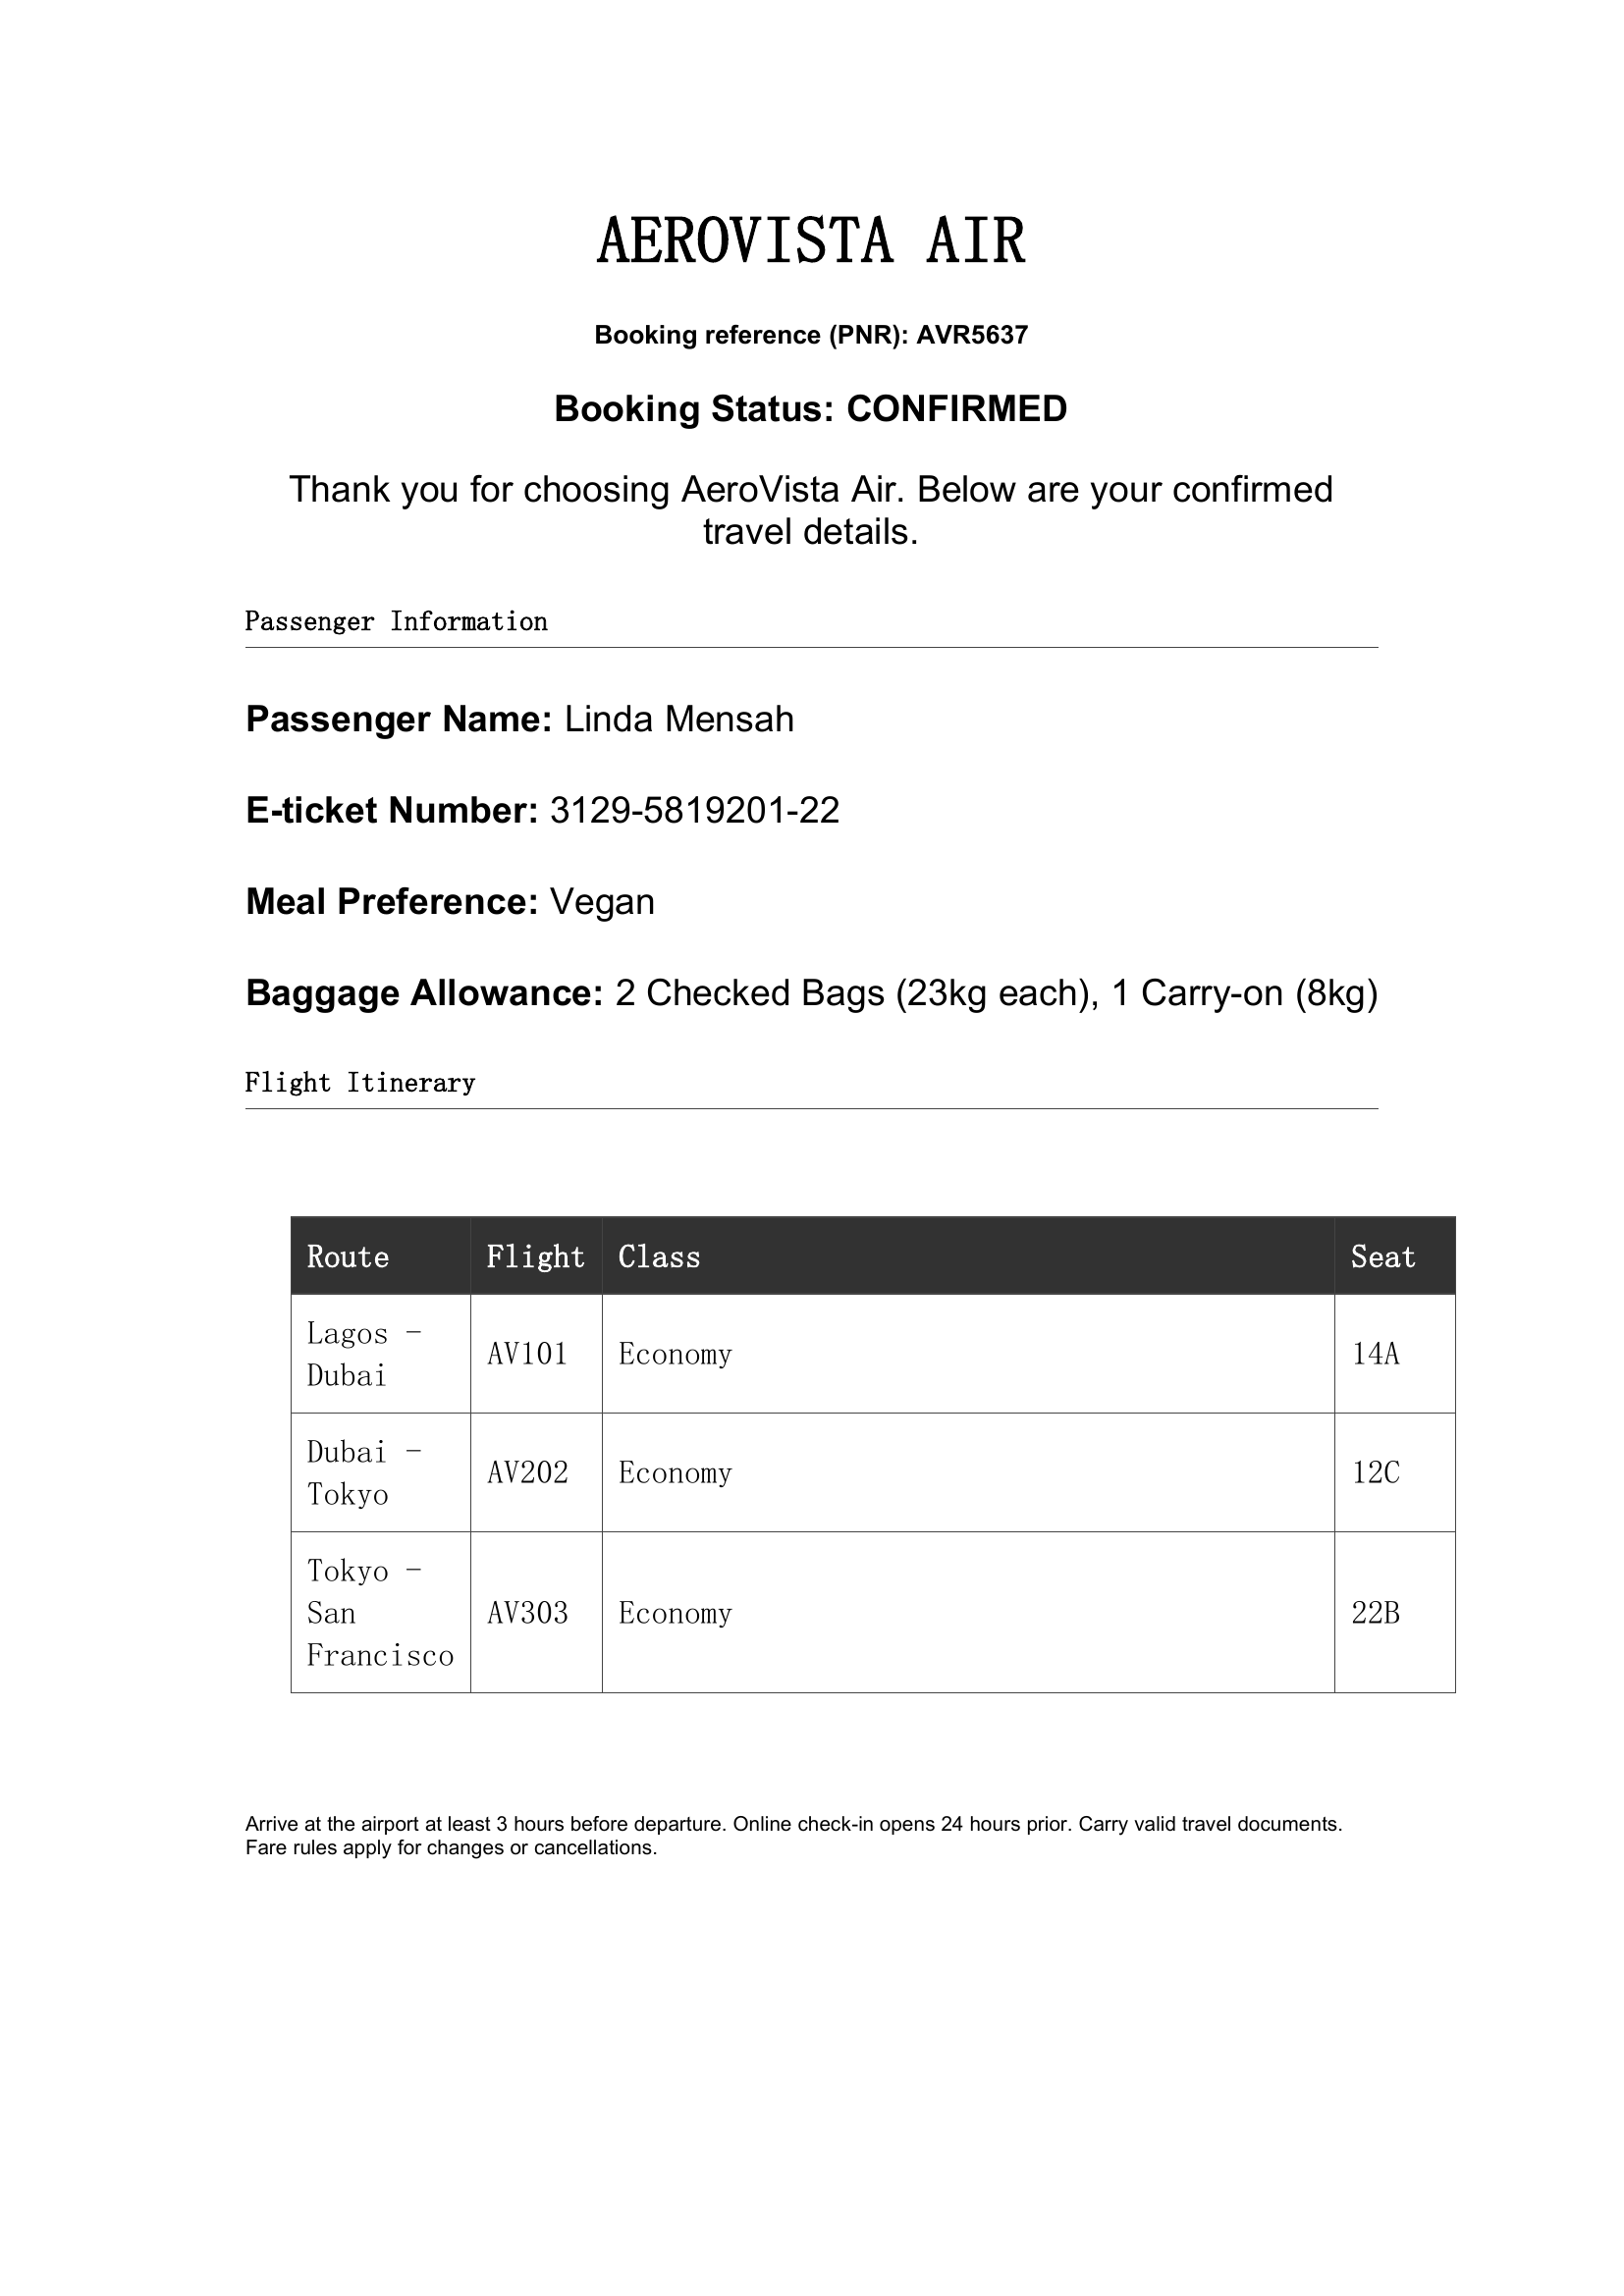 AEROVISTA AIR
Booking reference (PNR): AVR5637
Booking Status: CONFIRMED
Thank you for choosing AeroVista Air. Below are your confirmed
travel details.
Passenger Information
Passenger Name: Linda Mensah
E-ticket Number: 3129-5819201-22
Meal Preference: Vegan
Baggage Allowance: 2 Checked Bags (23kg each), 1 Carry-on (8kg)
Flight Itinerary
Route Flight Class Seat
Lagos -
Dubai
AV101 Economy 14A
Dubai -
Tokyo
AV202 Economy 12C
Tokyo -
San
Francisco
AV303 Economy 22B
Arrive at the airport at least 3 hours before departure. Online check-in opens 24 hours prior. Carry valid travel documents.
Fare rules apply for changes or cancellations.